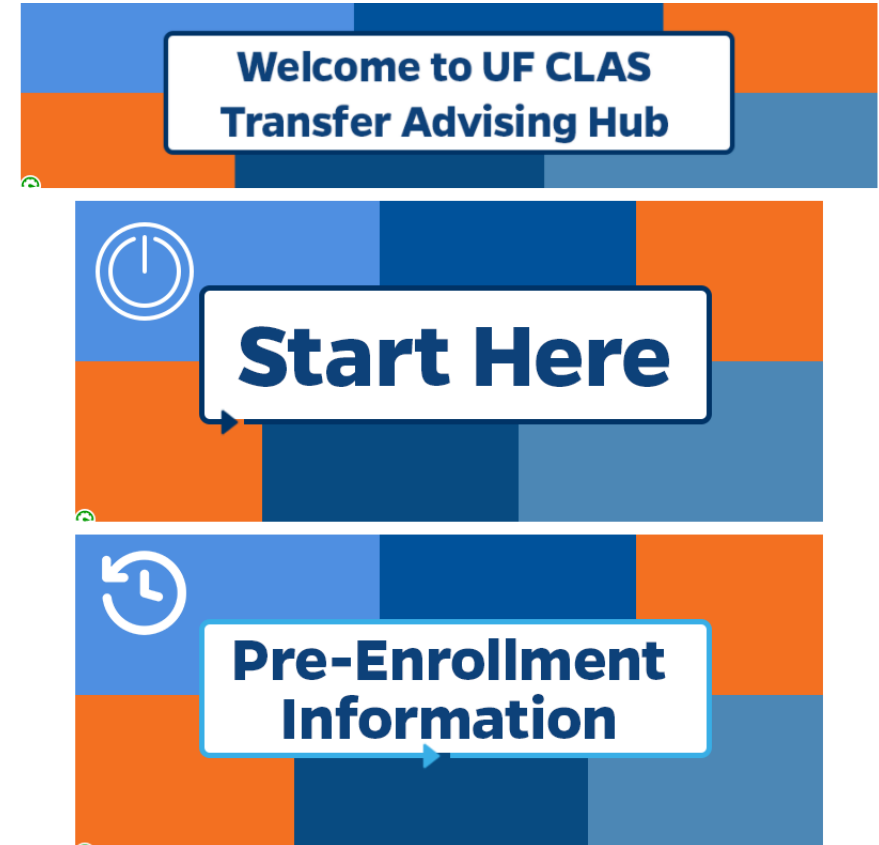 Welcome to UF CLAS
Transfer Advising Hub
Start Here
Pre-Enrollment
Information